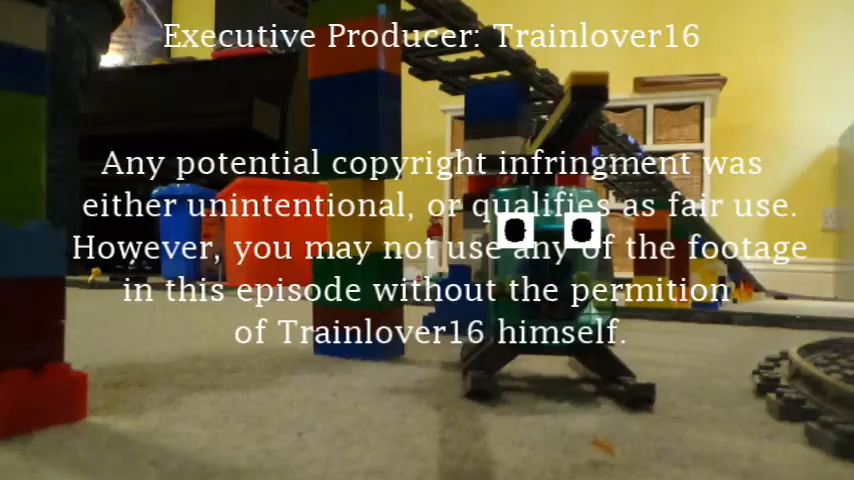 Executive Producer: Trainlover16
Any potential copyright infringment was
either unintentional, or qualifies as fair use.
However, you may not use any of the footage
in this episode without the permition
of Trainlover16 himself.